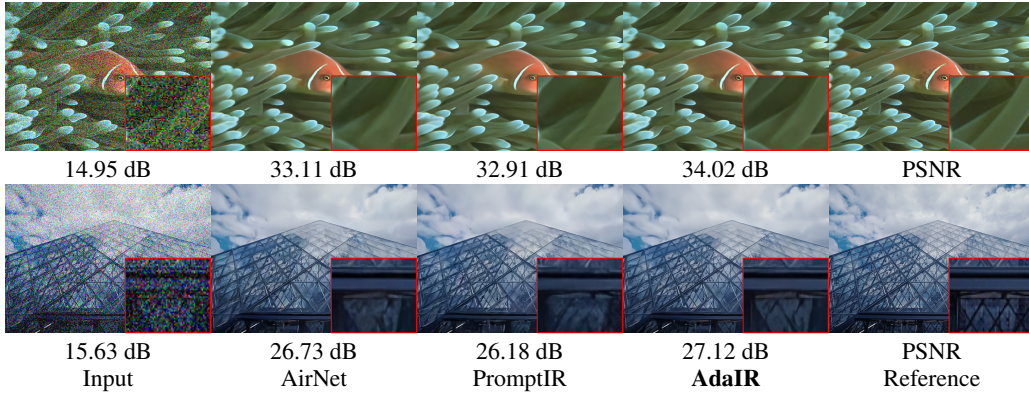 14.95 dB 33.11 dB 32.91 dB 34.02 dB PSNR
15.63 dB 26.73 dB 26.18 dB 27.12 dB PSNR
Input AirNet PromptIR AdaIR Reference